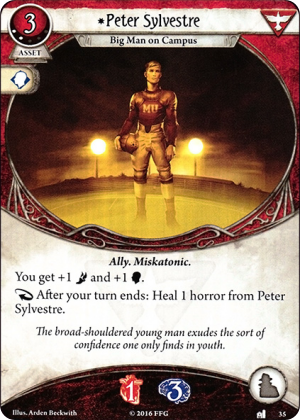 3
*Peter Sylvestre
ASSET
Big Man on Campus
MU
Ally. Miskatonic.
You get +1 and +1 .
After your turn ends: Heal 1 horror from Peter
Sylvestre.
The broad-shouldered young man exudes the sort of
confidence one only finds in youth.
1
3
Illus. Arden Beckwith
© 2016 FFG
35